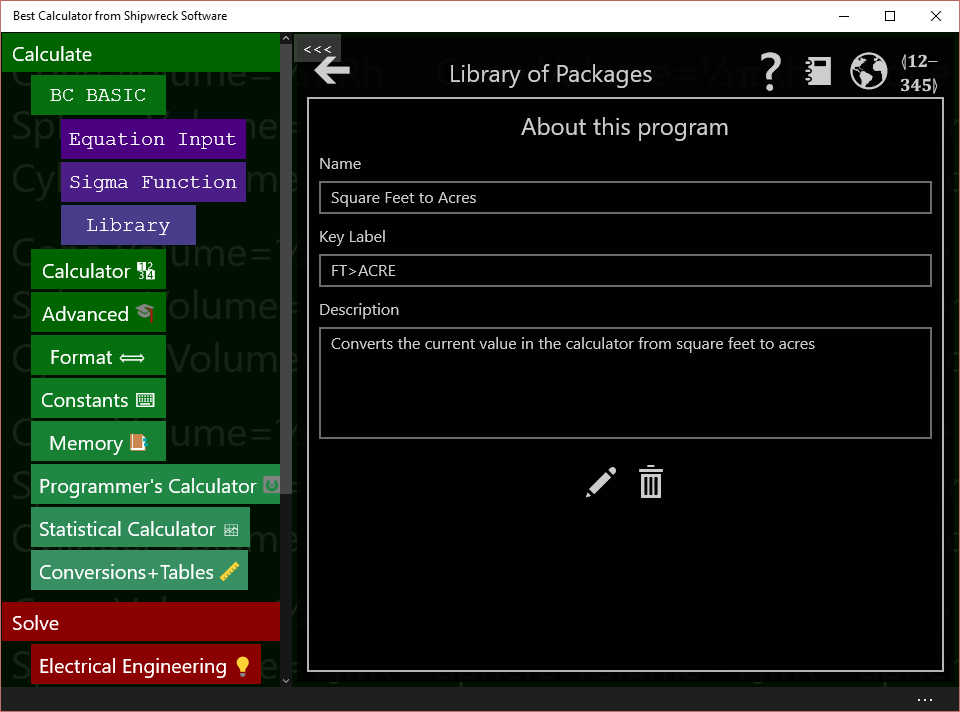 Best Calculator from Shipwreck Software
Calculate
BC BASIC
Equation Input
Sigma Function
Library
Calculator
Advanced
Format
Constants
Memory
Programmer's Calculator
Statistical Calculator
Conversions+Tables
Solve
Electrical Engineering
<<<
Library of Packages
?
(12–
345)
About this program
Name
Square Feet to Acres
Key Label
FT>ACRE
Description
Converts the current value in the calculator from square feet to acres
...